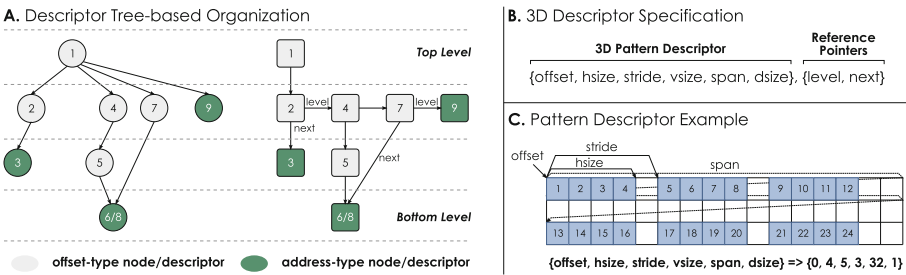 A. Descriptor Tree-based Organization
1
1
Top Level
2
4
7
9
2
level
4
7
level
9
next
3
5
3
5
next
6/8
6/8
Bottom Level
offset-type node/descriptor
address-type node/descriptor
B. 3D Descriptor Specification
3D Pattern Descriptor
Reference
Pointers
{offset, hsize, stride, vsize, span, dsize}, {level, next}
C. Pattern Descriptor Example
stride
offset
hsize
span
1 2 3 4 5 6 7 8 9 10 11 12
13 14 15 16 17 18 19 20 21 22 23 24
{offset, hsize, stride, vsize, span, dsize} => {0, 4, 5, 3, 32, 1}